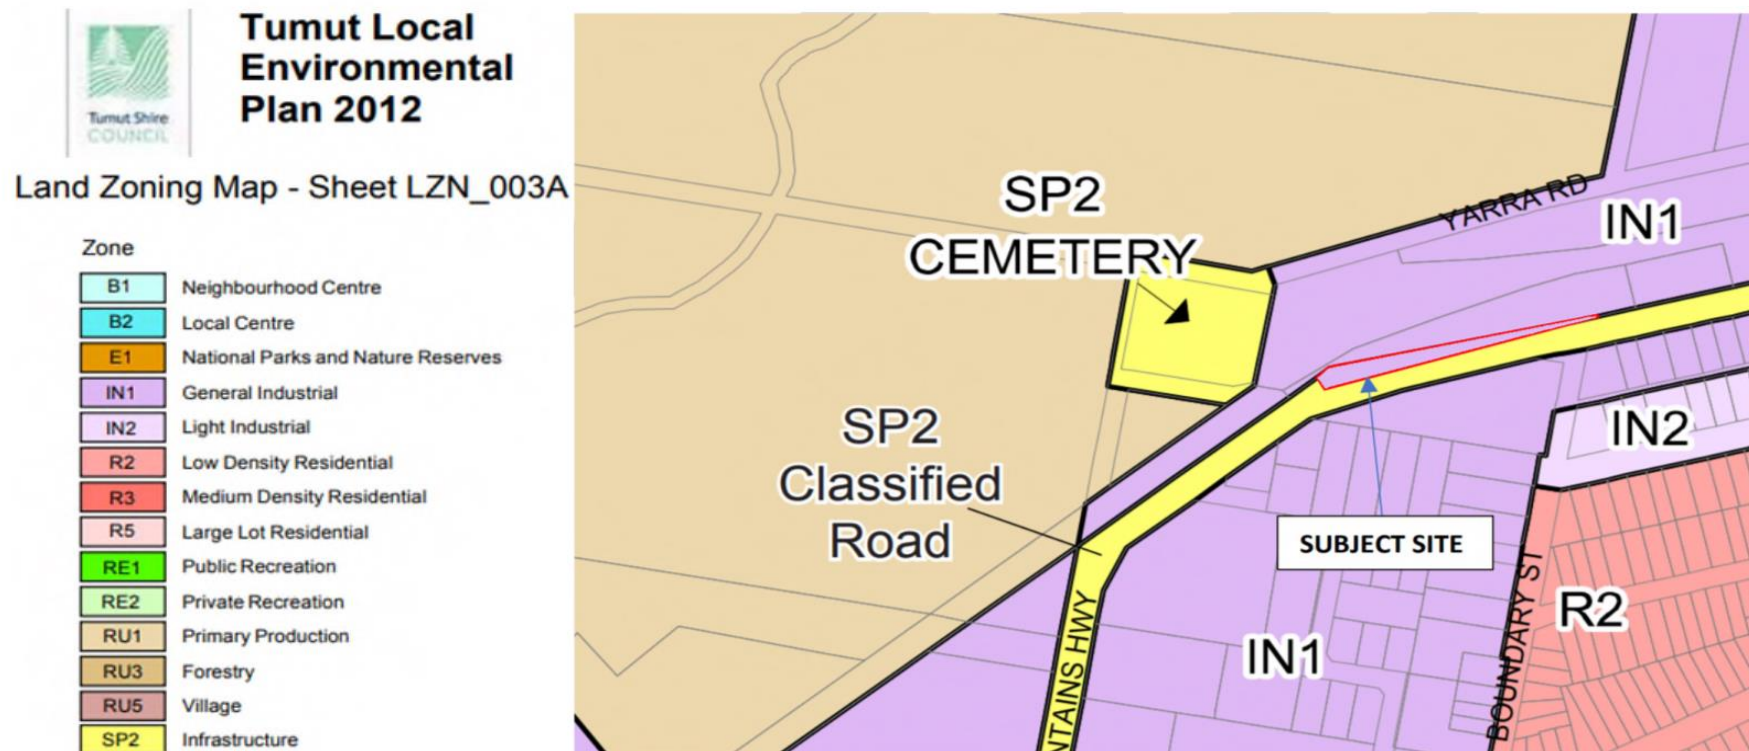 Tumut Shire
COUNCIL
Tumut Local
Environmental
Plan 2012
Land Zoning Map - Sheet LZN_003A
Zone
B1 Neighbourhood Centre
B2 Local Centre
E1 National Parks and Nature Reserves
IN1 General Industrial
IN2 Light Industrial
R2 Low Density Residential
R3 Medium Density Residential
R5 Large Lot Residential
RE1 Public Recreation
RE2 Private Recreation
RU1 Primary Production
RU3 Forestry
RU5 Village
SP2 Infrastructure
SP2
CEMETERY
YARRA RD
IN1
SP2
Classified
Road
IN2
SUBJECT SITE
BOUNDARY ST
R2
IN1
NTAINS HWY